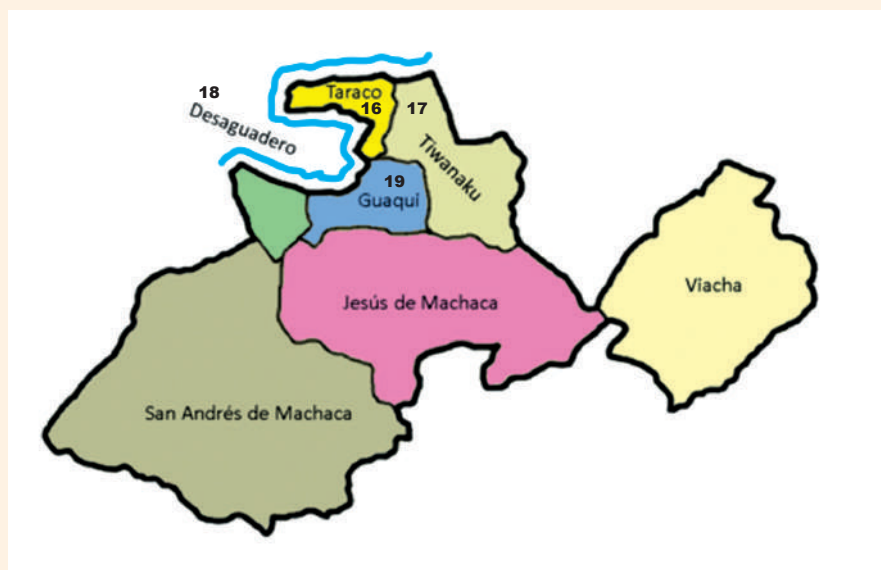 18
Desaguadero
Taraco
16
17
Tiwanaku
19
Guaqui
Jesús de Machaca
Viacha
San Andrés de Machaca